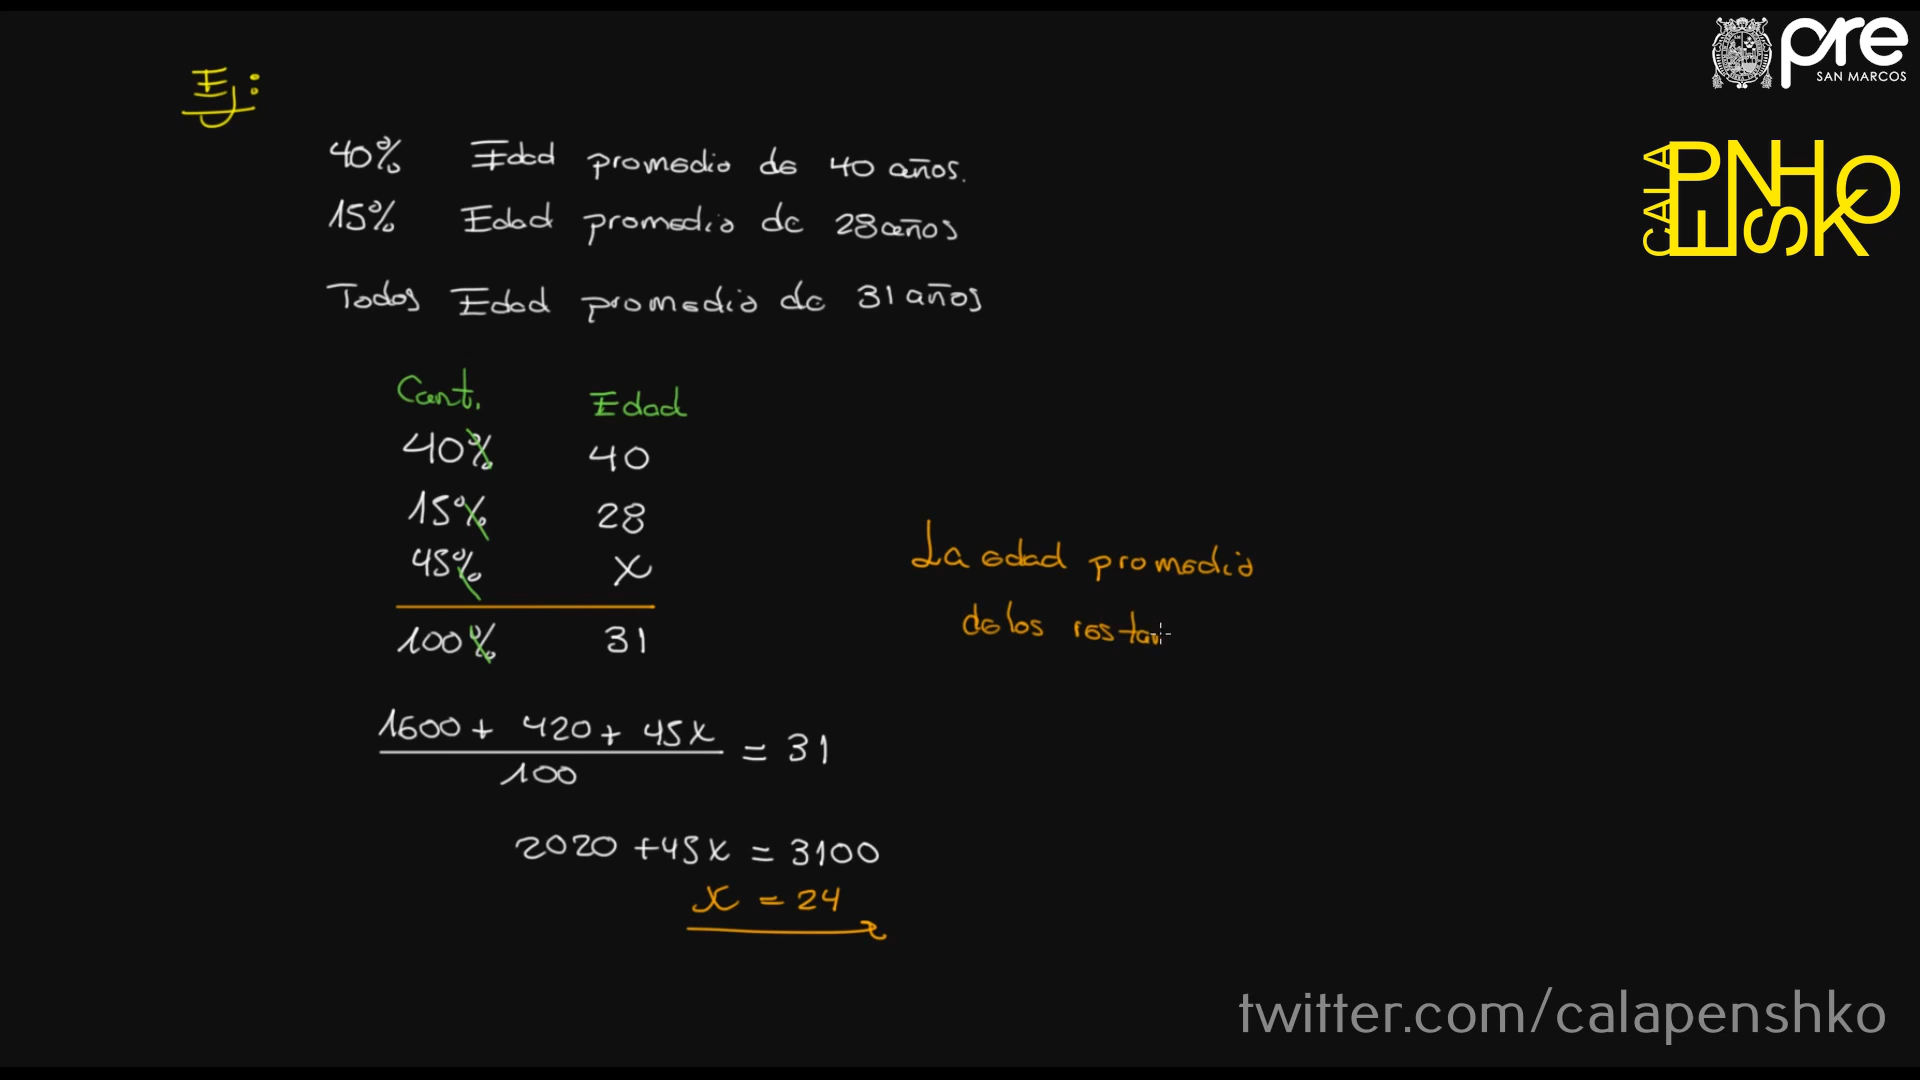 Ej:
40% Edad promedio de 40 años.
15% Edad promedio de 28 años
Todos Edad promedio de 31 años
Cant. Edad
40% 40
15% 28
45% x
100% 31
1600 + 420 + 45x
100
= 31
2020 + 45x = 3100
x = 24
La edad promedio
de los restan
pre
SAN MARCOS
CALA
PENSHKO
twitter.com/calapenshko